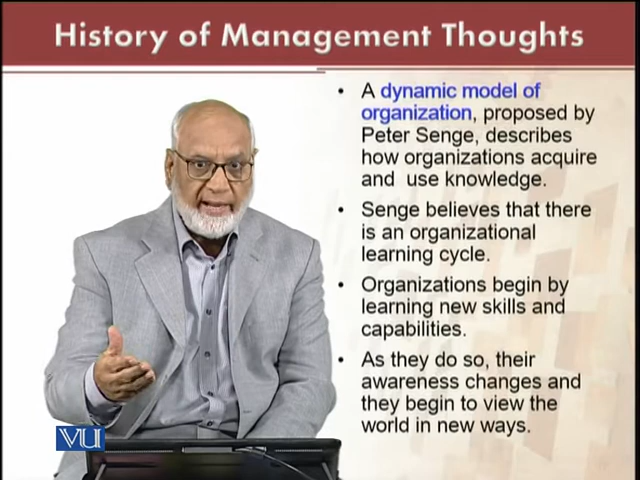 History of Management Thoughts
• A dynamic model of
organization, proposed by
Peter Senge, describes
how organizations acquire
and use knowledge.
• Senge believes that there
is an organizational
learning cycle.
• Organizations begin by
learning new skills and
capabilities.
• As they do so, their
awareness changes and
they begin to view the
world in new ways.
VU